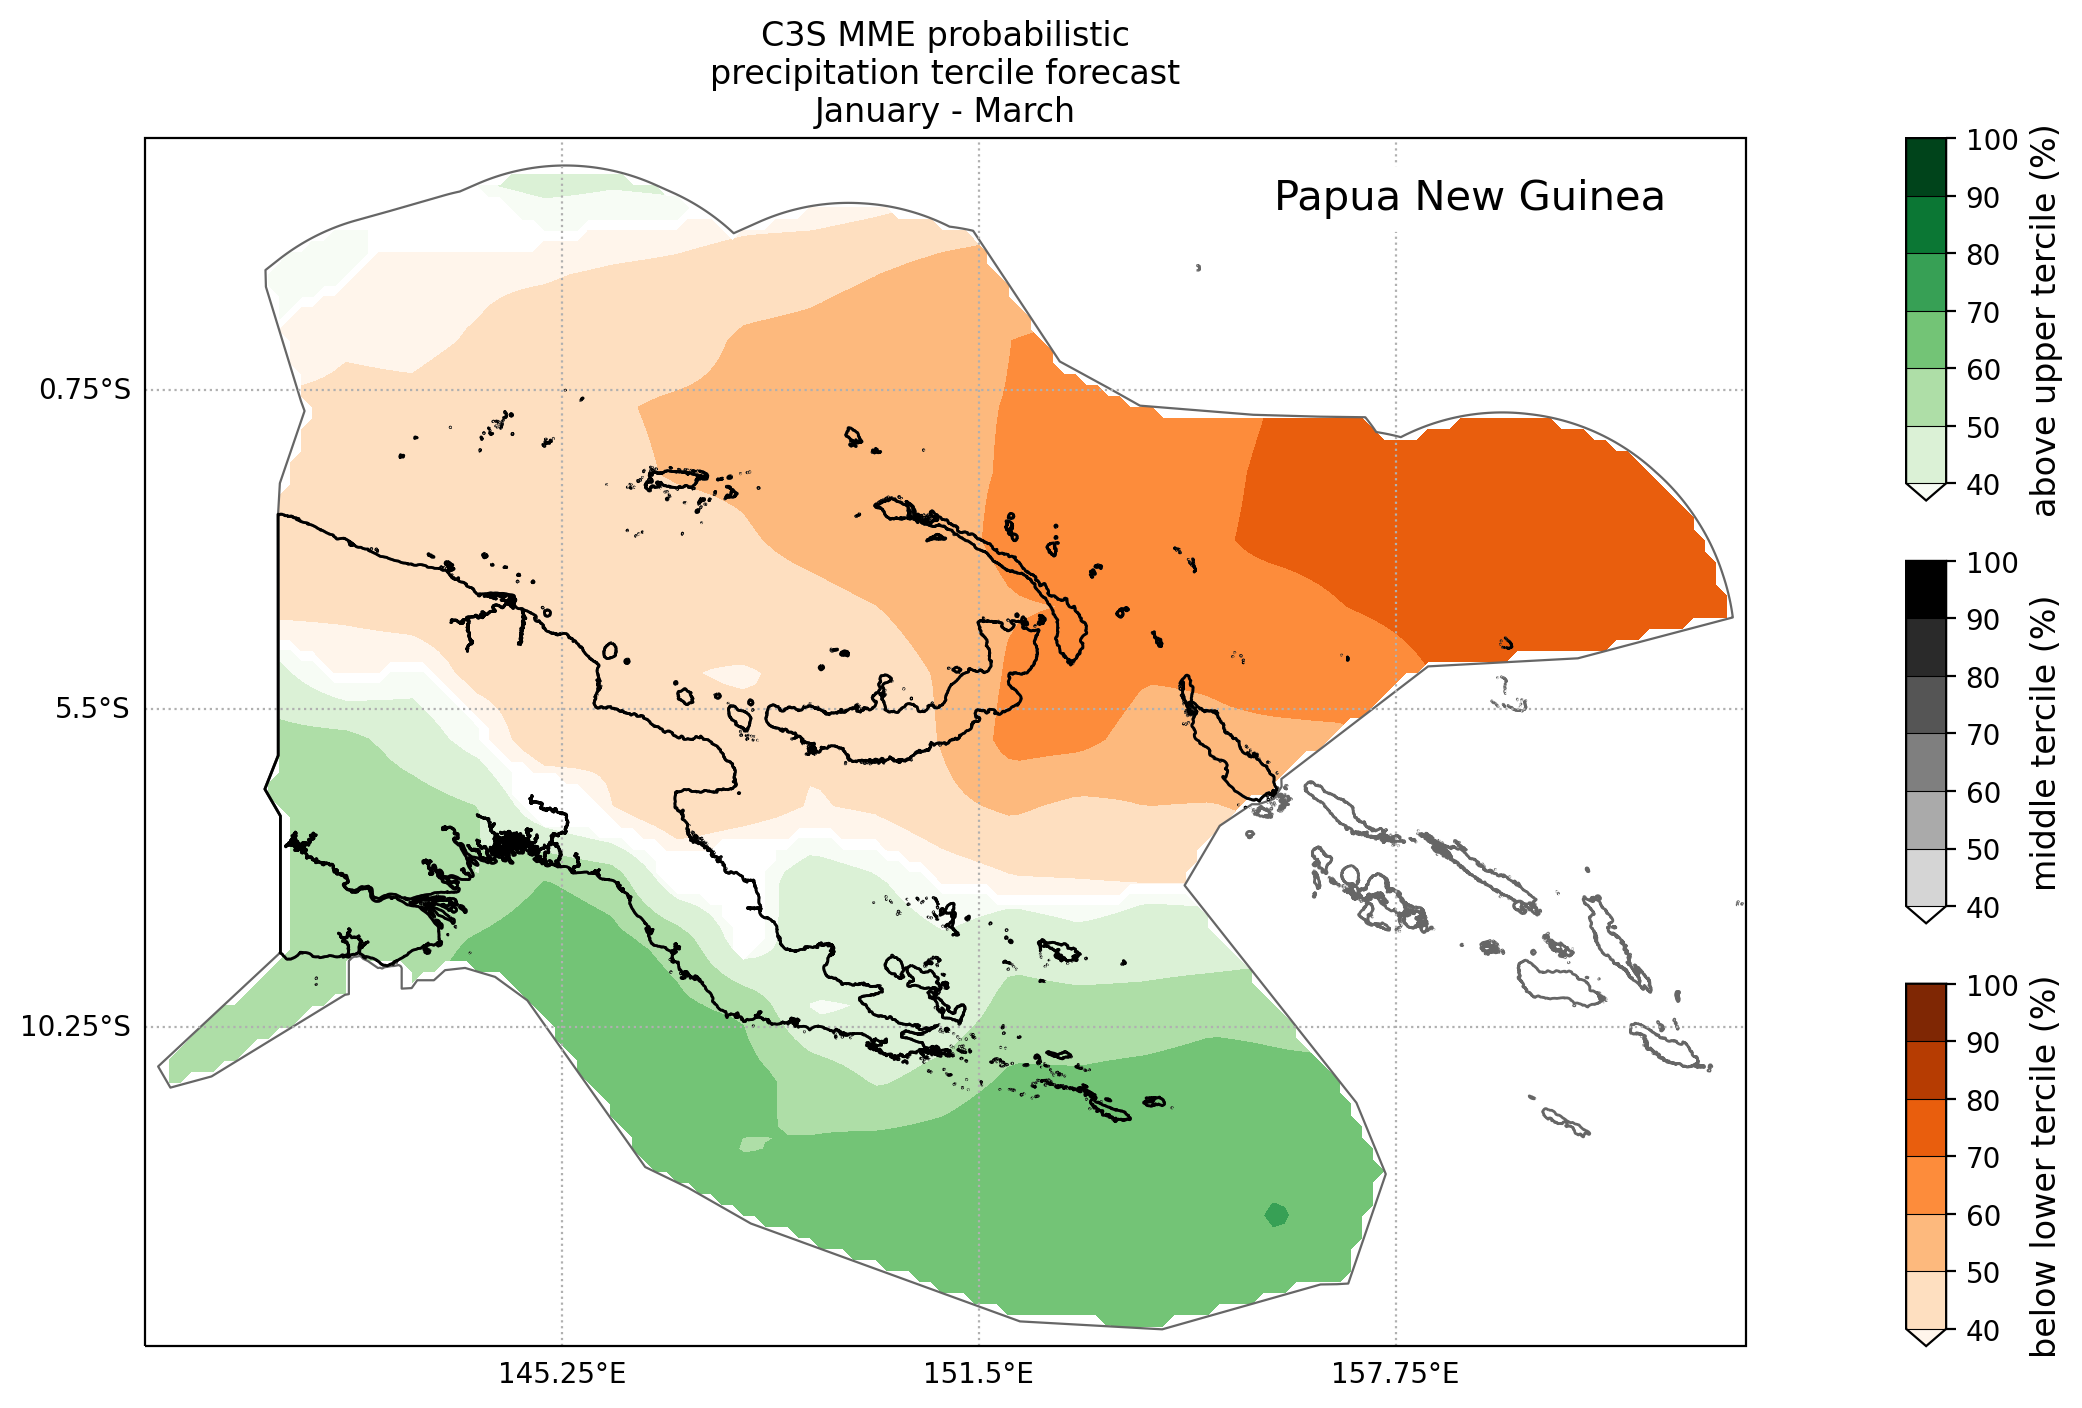 C3S MME probabilistic
precipitation tercile forecast
January - March
Papua New Guinea
0.75°S
5.5°S
10.25°S
145.25°E
151.5°E
157.75°E
100
90
80
70
60
50
40
above upper tercile (%)
100
90
80
70
60
50
40
middle tercile (%)
100
90
80
70
60
50
40
below lower tercile (%)